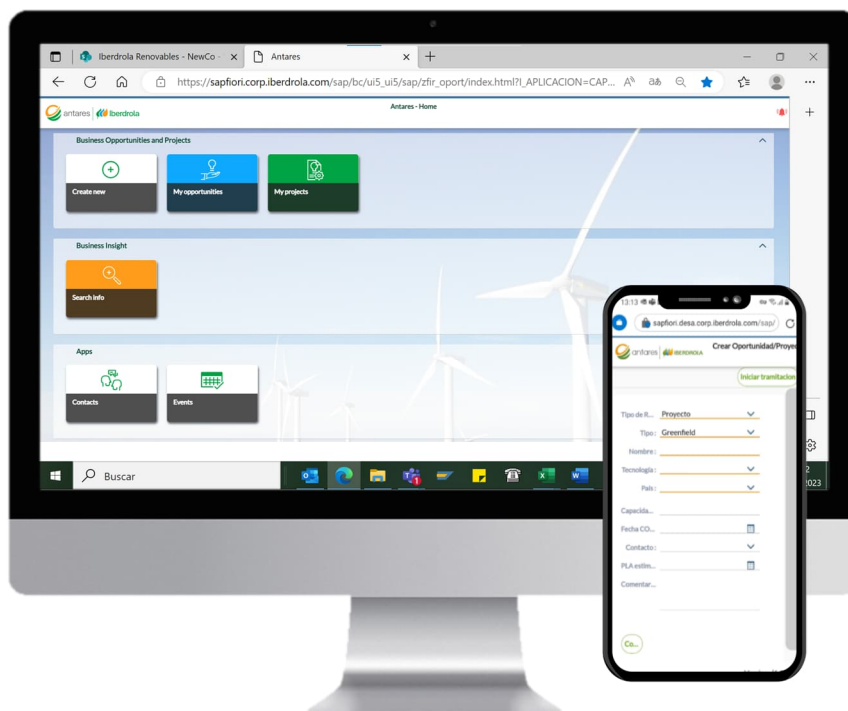 Iberdrola Renovables - NewCo -
Antares
https://sapfiori.corp.iberdrola.com/sap/bc/ui5_ui5/sap/zfir_oport/index.html?I_APLICACION=CAP...
antares
Iberdrola
Antares - Home
Business Opportunities and Projects
Create new
My opportunities
My projects
Business Insight
Search info
Apps
Contacts
Events
Buscar
2023
13:13
sapfiori.desa.corp.iberdrola.com/sap/
antares
IBERDROLA
Crear Oportunidad/Proyec
Iniciar tramitacion
Tipo de R... Proyecto
Tipo: Greenfield
Nombre:
Tecnología:
País:
Capacida...
Fecha CO...
Contacto:
PLA estim...
Comentar...
Co...